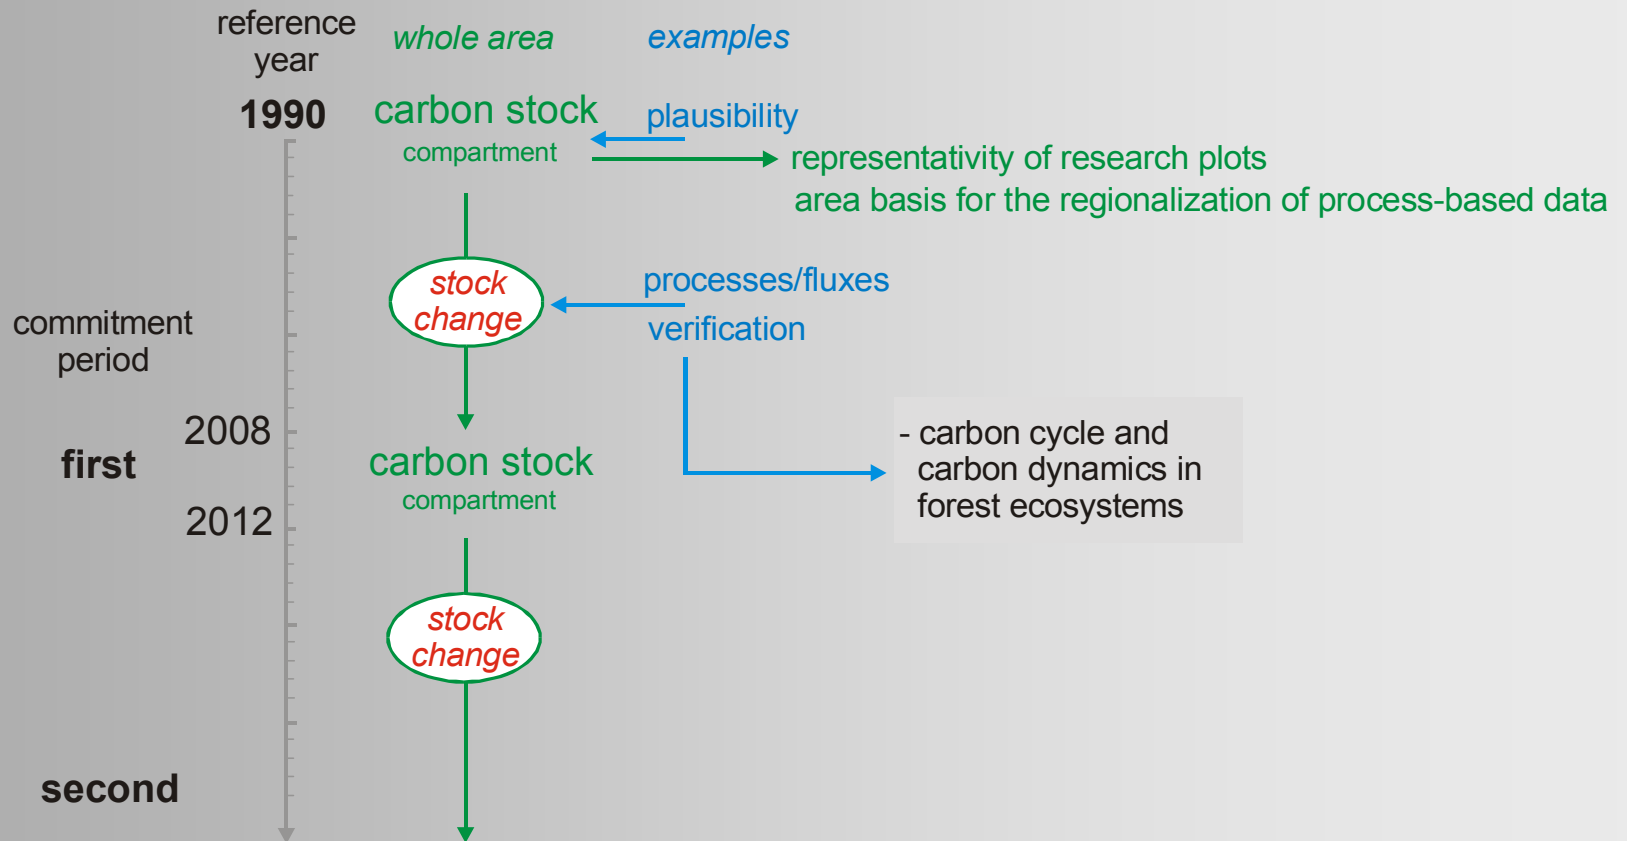 reference
year
1990
whole area
examples
carbon stock
compartment
plausibility
representativity of research plots
area basis for the regionalization of process-based data
stock
change
processes/fluxes
verification
commitment
period
2008
first
2012
carbon stock
compartment
- carbon cycle and
carbon dynamics in
forest ecosystems
stock
change
second